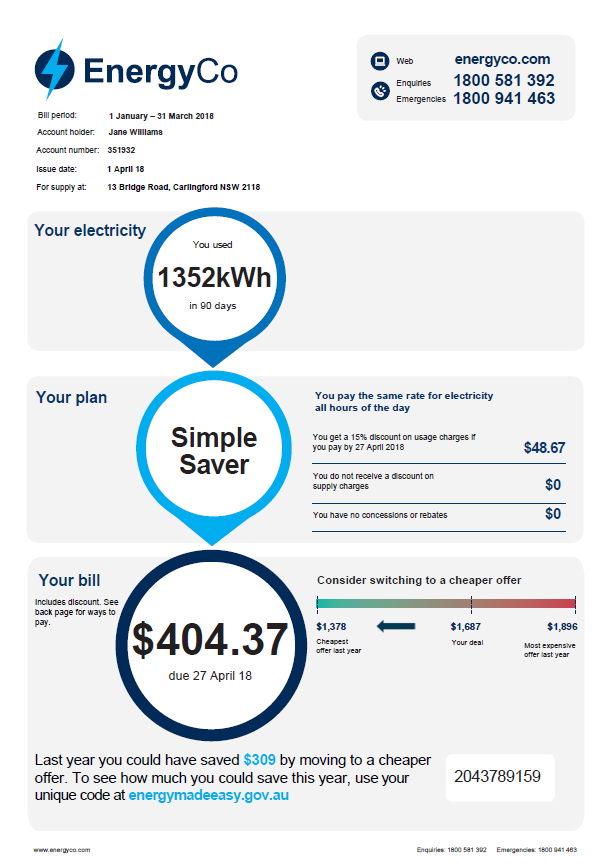 EnergyCo
Web energyco.com
Enquiries 1800 581 392
Emergencies 1800 941 463
Bill period: 1 January – 31 March 2018
Account holder: Jane Williams
Account number: 351932
Issue date: 1 April 18
For supply at: 13 Bridge Road, Carlingford NSW 2118
Your electricity
You used
1352kWh
in 90 days
Your plan
Simple
Saver
You pay the same rate for electricity
all hours of the day
You get a 15% discount on usage charges if
you pay by 27 April 2018
$48.67
You do not receive a discount on
supply charges
$0
You have no concessions or rebates $0
Your bill
Includes discount. See
back page for ways to
pay.
$404.37
due 27 April 18
Consider switching to a cheaper offer
$1,378 $1,687 $1,896
Cheapest
offer last year
Your deal
Most expensive
offer last year
Last year you could have saved $309 by moving to a cheaper
offer. To see how much you could save this year, use your
unique code at energymadeeasy.gov.au
2043789159
www.energyco.com Enquiries: 1800 581 392 Emergencies: 1800 941 463